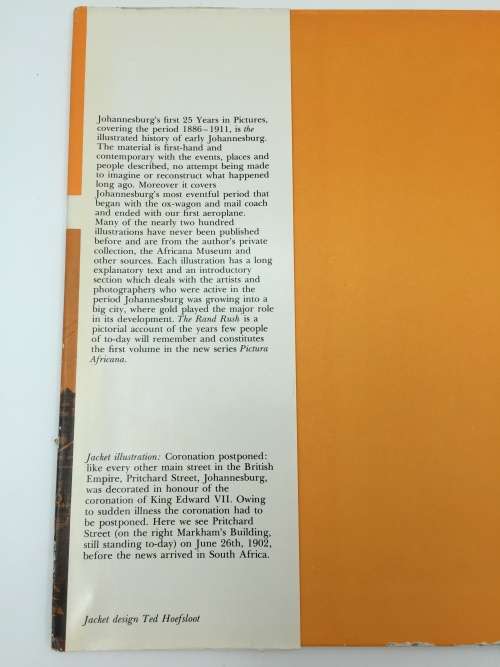 Johannesburg's first 25 Years in Pictures,
covering the period 1886–1911, is the
illustrated history of early Johannesburg.
The material is first-hand and
contemporary with the events, places and
people described, no attempt being made
to imagine or reconstruct what happened
long ago. Moreover it covers
Johannesburg's most eventful period that
began with the ox-wagon and mail coach
and ended with our first aeroplane.
Many of the nearly two hundred
illustrations have never been published
before and are from the author's private
collection, the Africana Museum and
other sources. Each illustration has a long
explanatory text and an introductory
section which deals with the artists and
photographers who were active in the
period Johannesburg was growing into a
big city, where gold played the major role
in its development. The Rand Rush is a
pictorial account of the years few people
of to-day will remember and constitutes
the first volume in the new series Pictura
Africana.
Jacket illustration: Coronation postponed:
like every other main street in the British
Empire, Pritchard Street, Johannesburg,
was decorated in honour of the
coronation of King Edward VII. Owing
to sudden illness the coronation had to
be postponed. Here we see Pritchard
Street (on the right Markham's Building,
still standing to-day) on June 26th, 1902,
before the news arrived in South Africa.
Jacket design Ted Hoefsloot